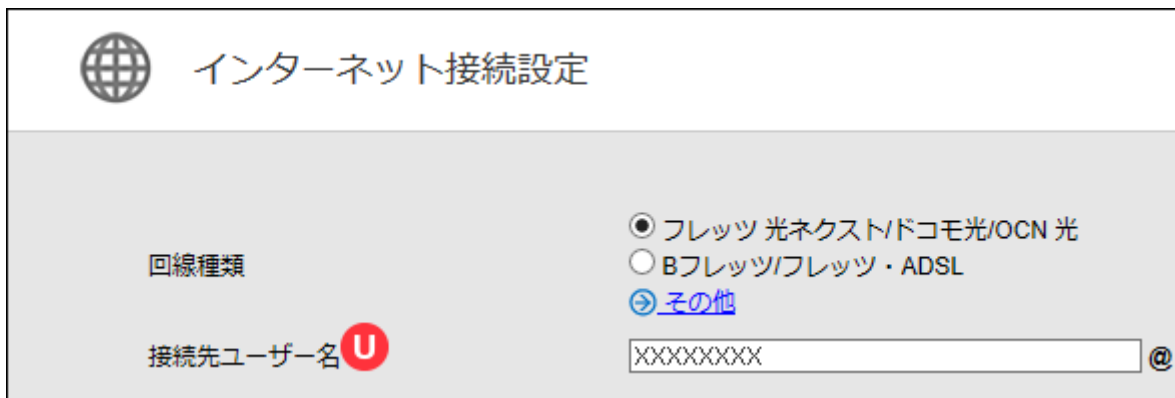 インターネット接続設定
回線種類
フレッツ 光ネクスト/ドコモ光/OCN 光
Bフレッツ/フレッツ・ADSL
その他
接続先ユーザー名 U
XXXXXXXX @